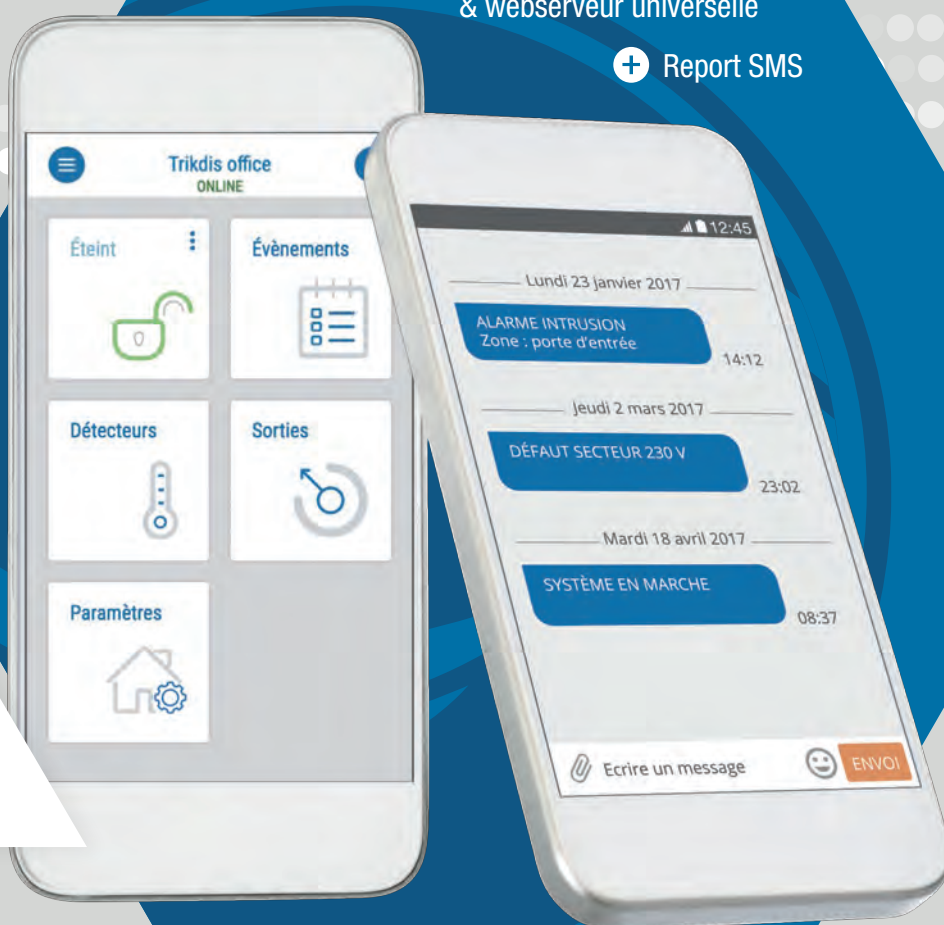 & webserveur universelle
+ Report SMS
Trikdis office
ONLINE
Éteint
Évènements
Détecteurs
Sorties
Paramètres
12:45
Lundi 23 janvier 2017
ALARME INTRUSION
Zone : porte d'entrée
14:12
Jeudi 2 mars 2017
DÉFAUT SECTEUR 230 V
23:02
Mardi 18 avril 2017
SYSTÈME EN MARCHE
08:37
Ecrire un message
ENVOI